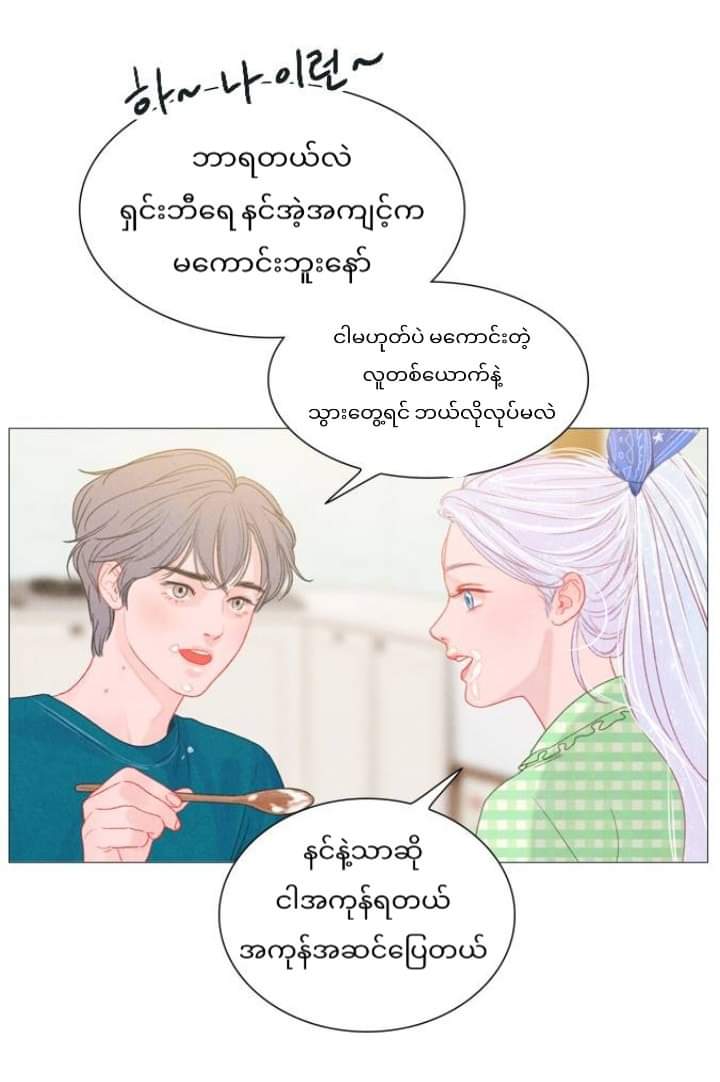 하~나이런~
ဘာရတယ်လဲ
ရှင်းဘီရေ နင်အဲ့အကျင့်က
မကောင်းဘူးနော်
ငါမဟုတ်ပဲ မကောင်းတဲ့
လူတစ်ယောက်နဲ့
သွားတွေ့ရင် ဘယ်လိုလုပ်မလဲ
နင်နဲ့သာဆို
ငါအကုန်ရတယ်
အကုန်အဆင်ပြေတယ်